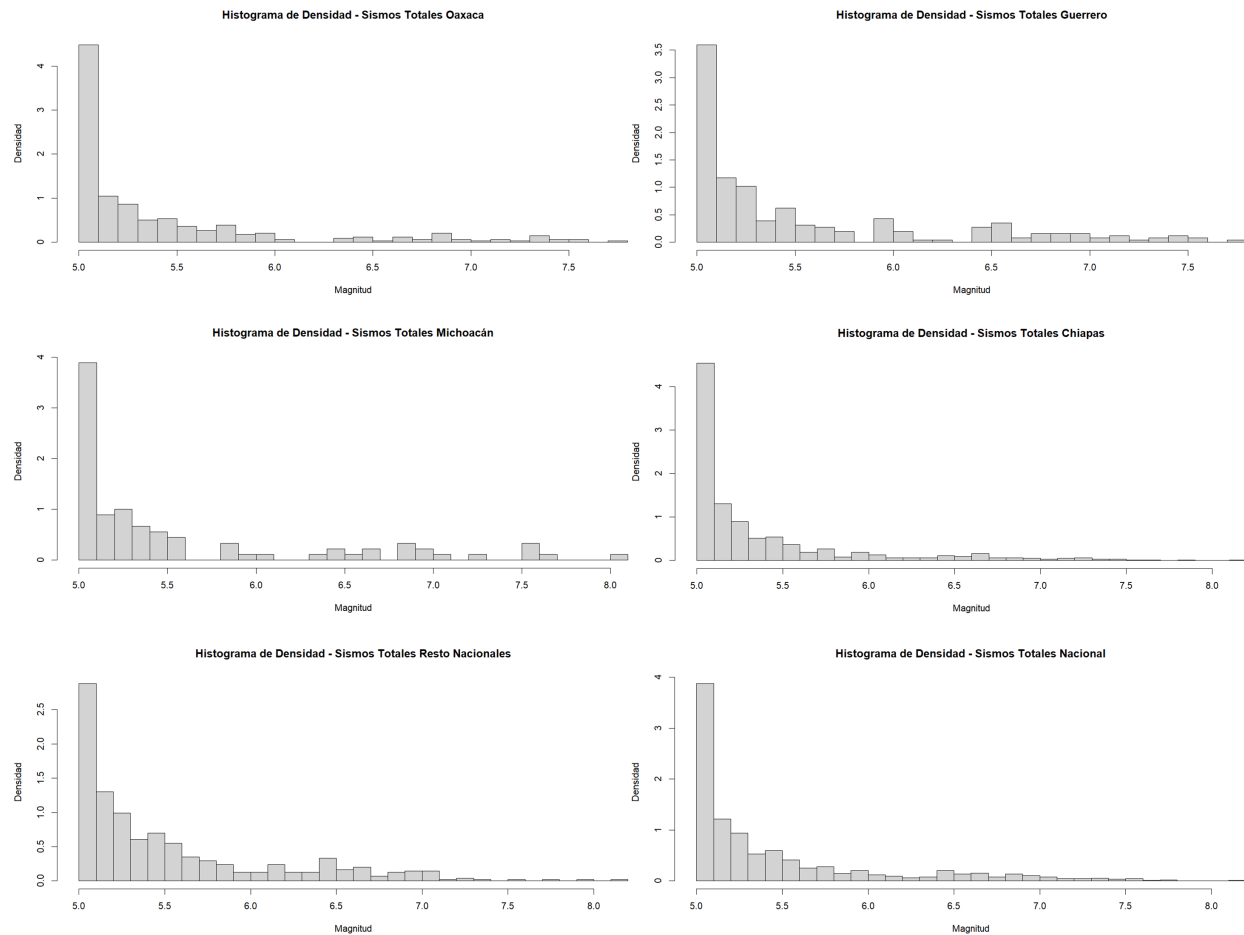 Histograma de Densidad - Sismos Totales Oaxaca
Densidad
0 1 2 3 4
5.0 5.5 6.0 6.5 7.0 7.5
Magnitud
Histograma de Densidad - Sismos Totales Guerrero
Densidad
0.0 0.5 1.0 1.5 2.0 2.5 3.0 3.5
5.0 5.5 6.0 6.5 7.0 7.5
Magnitud
Histograma de Densidad - Sismos Totales Michoacán
Densidad
0 1 2 3 4
5.0 5.5 6.0 6.5 7.0 7.5 8.0
Magnitud
Histograma de Densidad - Sismos Totales Chiapas
Densidad
0 1 2 3 4
5.0 5.5 6.0 6.5 7.0 7.5 8.0
Magnitud
Histograma de Densidad - Sismos Totales Resto Nacionales
Densidad
0.0 0.5 1.0 1.5 2.0 2.5
5.0 5.5 6.0 6.5 7.0 7.5 8.0
Magnitud
Histograma de Densidad - Sismos Totales Nacional
Densidad
0 1 2 3 4
5.0 5.5 6.0 6.5 7.0 7.5 8.0
Magnitud